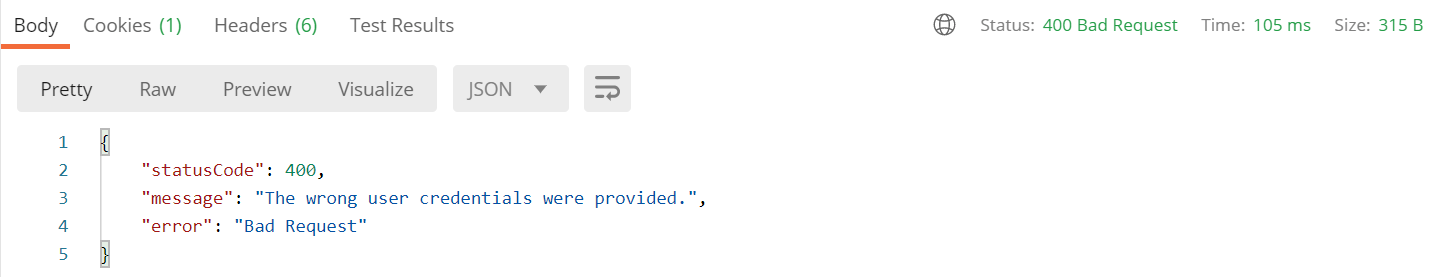 Body Cookies (1) Headers (6) Test Results Status: 400 Bad Request Time: 105 ms Size: 315 B
Pretty Raw Preview Visualize JSON
1 {
2 "statusCode": 400,
3 "message": "The wrong user credentials were provided.",
4 "error": "Bad Request"
5 }